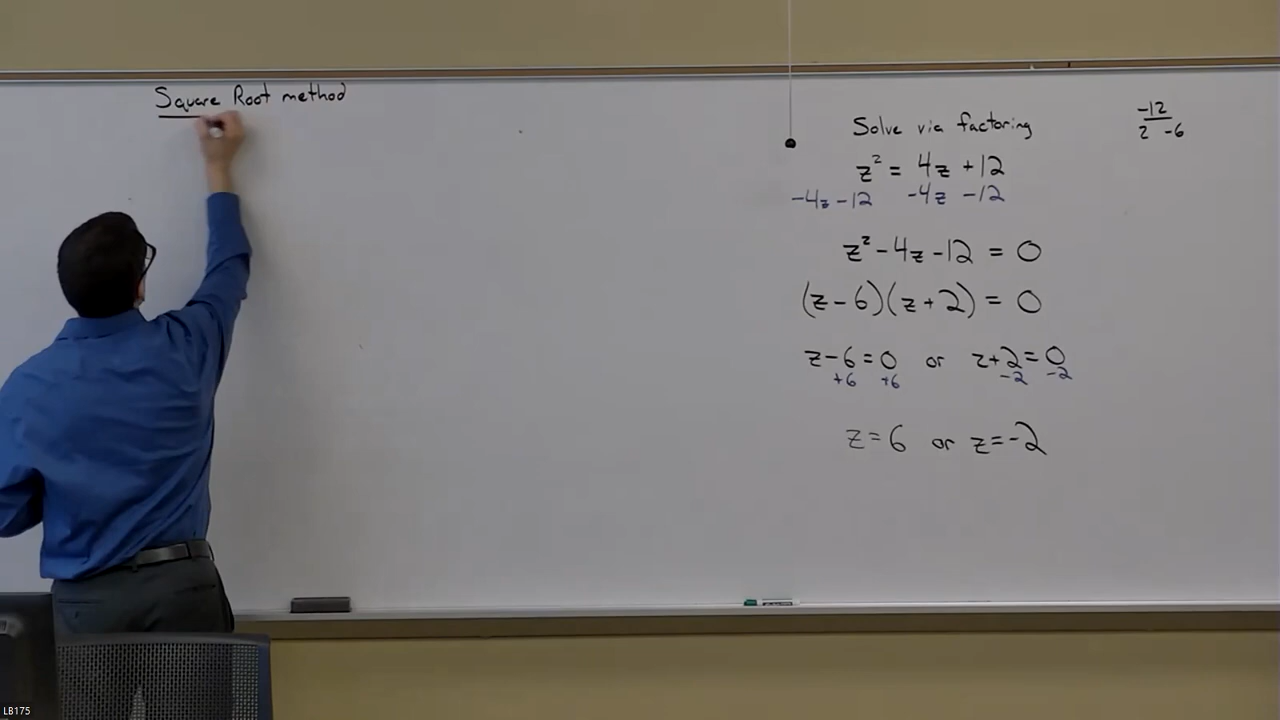 Square Root method
Solve via factoring
z² = 4z + 12
-4z - 12 -4z - 12
z² - 4z - 12 = 0
(z - 6)(z + 2) = 0
z - 6 = 0 or z + 2 = 0
+6 +6 -2 -2
z = 6 or z = -2
-12
2 -6
LB175